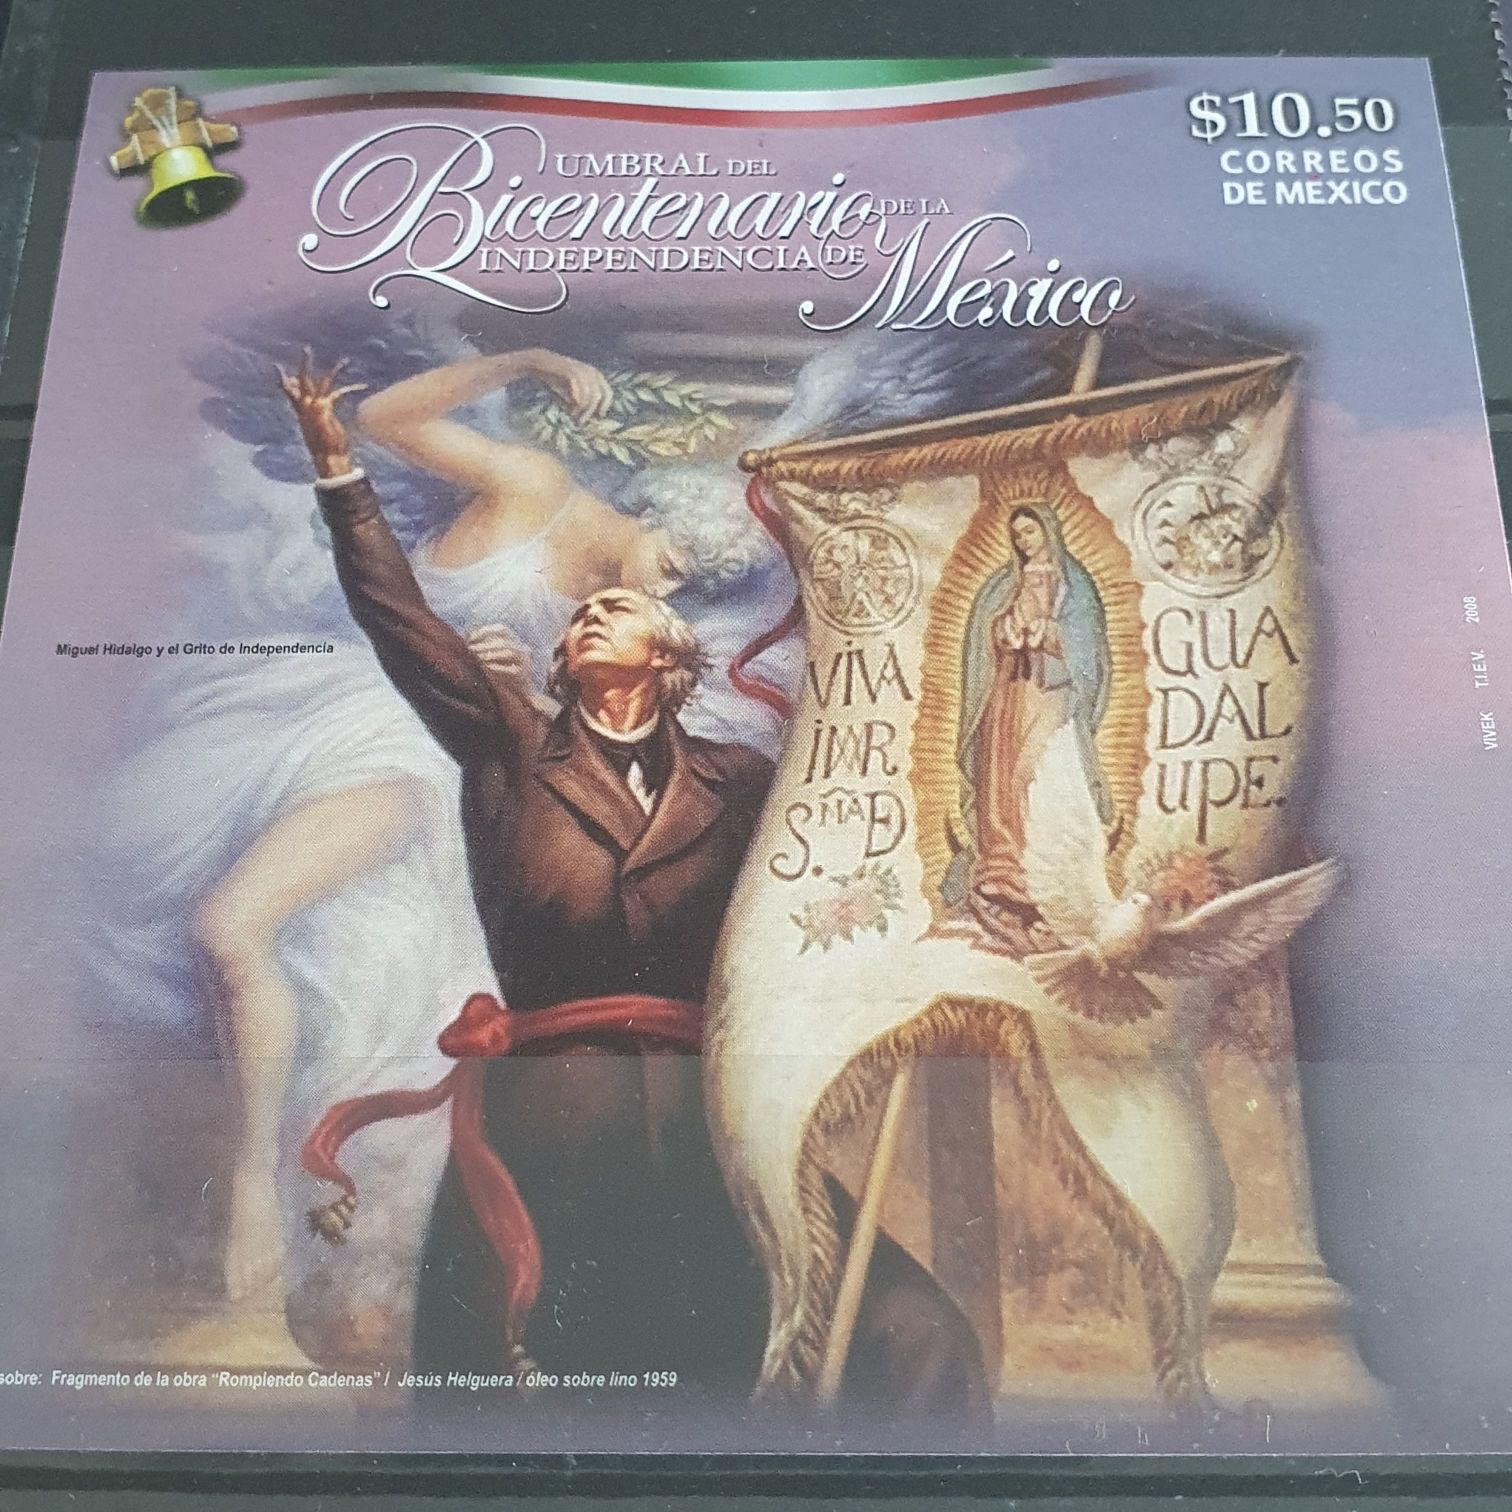 $10.50
CORREOS
DE MÉXICO
UMBRAL DEL
Bicentenario DE LA
INDEPENDENCIA DE
México
Miguel Hidalgo y el Grito de Independencia
VIVA
GUA
DAL
UPE.
VIVEK T.I.E.V. 2008
sobre: Fragmento de la obra "Rompiendo Cadenas" / Jesús Helguera / óleo sobre lino 1959